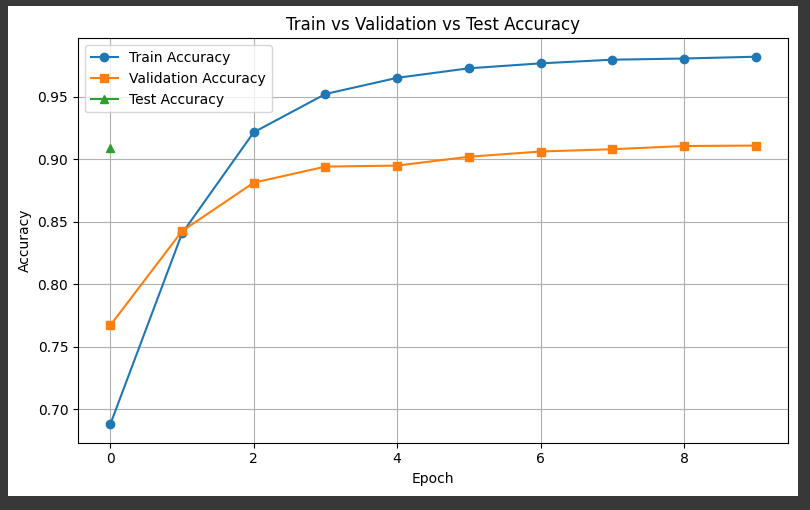 Train vs Validation vs Test Accuracy
Train Accuracy
Validation Accuracy
Test Accuracy
0.95
0.90
0.85
0.80
0.75
0.70
Accuracy
0 2 4 6 8
Epoch